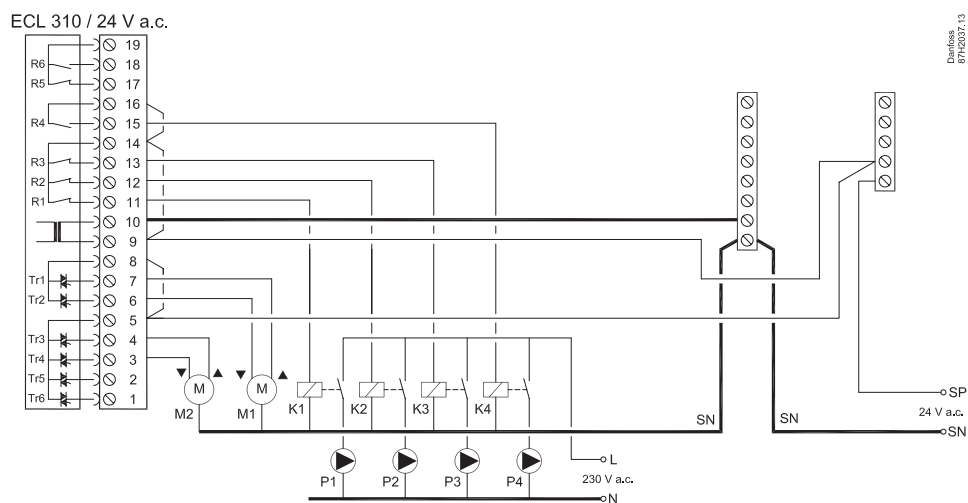 ECL 310 / 24 V a.c.
Danfoss
87H2037.13
19
R6 18
R5 17
16
R4 15
14
R3 13
R2 12
R1 11
10
9
8
Tr1 7
Tr2 6
5
Tr3 4
Tr4 3
Tr5 2
Tr6 1
M M
M2 M1 K1 K2 K3 K4
SP
24 V a.c.
SN SN SN
P1 P2 P3 P4
L
230 V a.c.
N